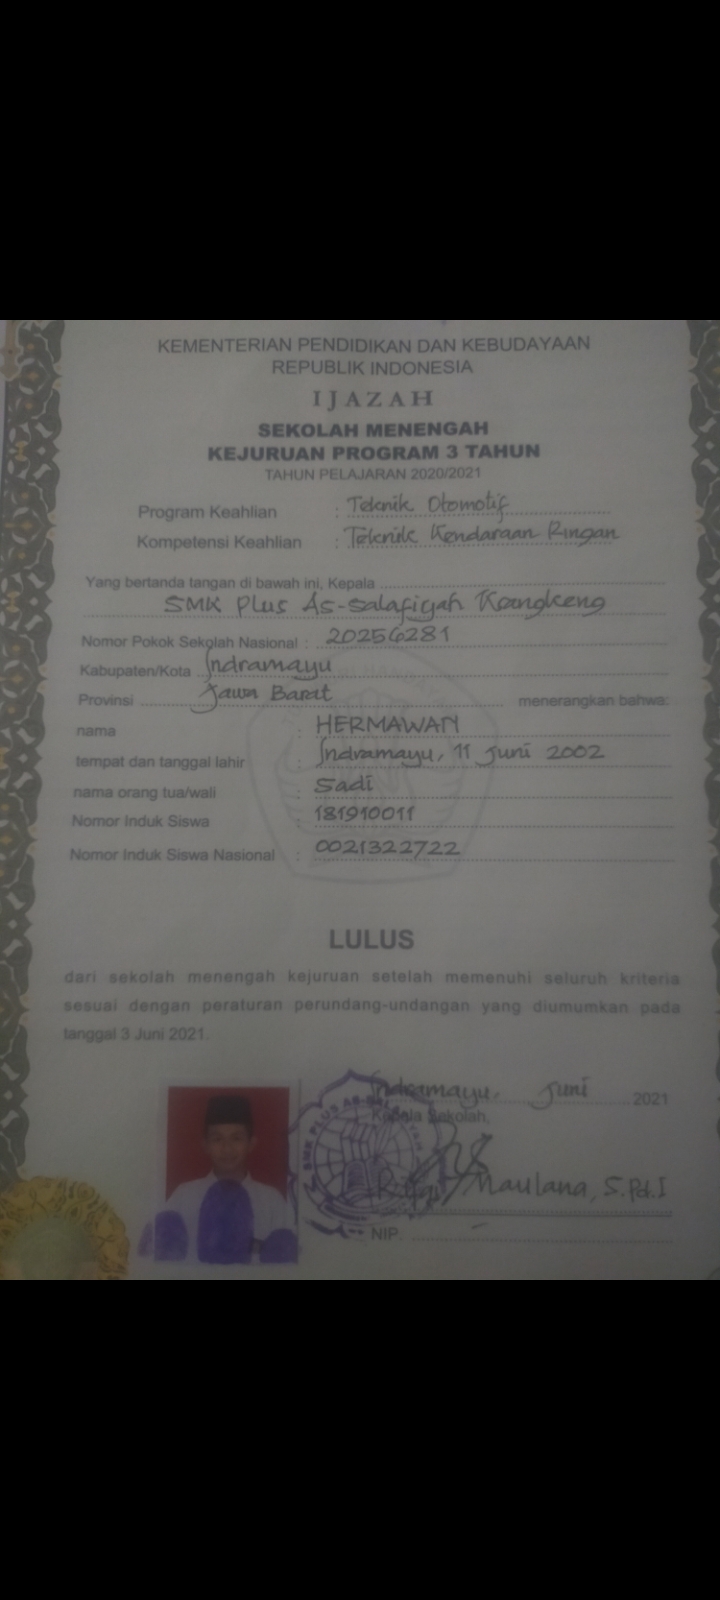 KEMENTERIAN PENDIDIKAN DAN KEBUDAYAAN
REPUBLIK INDONESIA
IJAZAH
SEKOLAH MENENGAH
KEJURUAN PROGRAM 3 TAHUN
TAHUN PELAJARAN 2020/2021
Program Keahlian : Teknik Otomotif
Kompetensi Keahlian : Teknik Kendaraan Ringan
Yang bertanda tangan di bawah ini, Kepala
SMK Plus As-Salafiyah Kangkeng
Nomor Pokok Sekolah Nasional : 20256281
Kabupaten/Kota Indramayu
Provinsi Jawa Barat menerangkan bahwa:
nama : HERMAWAN
tempat dan tanggal lahir : Indramayu, 11 Juni 2002
nama orang tua/wali : Sadi
Nomor Induk Siswa : 181910011
Nomor Induk Siswa Nasional : 0021322722
LULUS
dari sekolah menengah kejuruan setelah memenuhi seluruh kriteria
sesuai dengan peraturan perundang-undangan yang diumumkan pada
tanggal 3 Juni 2021.
Indramayu, Juni 2021
Kepala Sekolah,
SMK PLUS AS-
Maulana, S.Pd.I
NIP. -